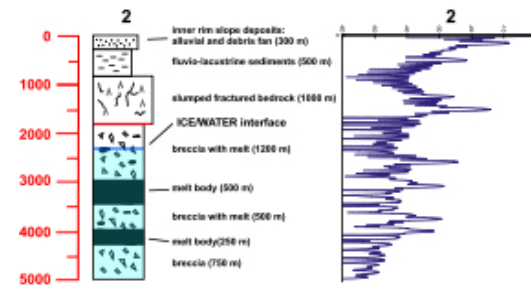 2
2
inner rim slope deposits:
0
alluvial and debris fan (300 m)
fluvio-lacustrine sediments (500 m)
1000
slumped fractured bedrock (1000 m)
ICE/WATER interface
2000
breccia with melt (1200 m)
3000
melt body (500 m)
breccia with melt (500 m)
4000
melt body(250 m)
breccia (750 m)
5000